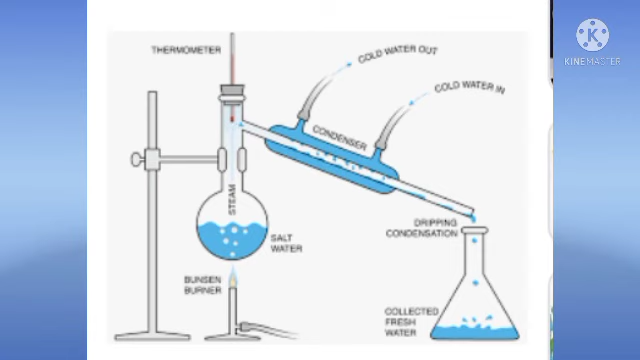 THERMOMETER
COLD WATER OUT
COLD WATER IN
CONDENSER
STEAM
SALT
WATER
DRIPPING
CONDENSATION
BUNSEN
BURNER
COLLECTED
FRESH
WATER
K
KINEMASTER